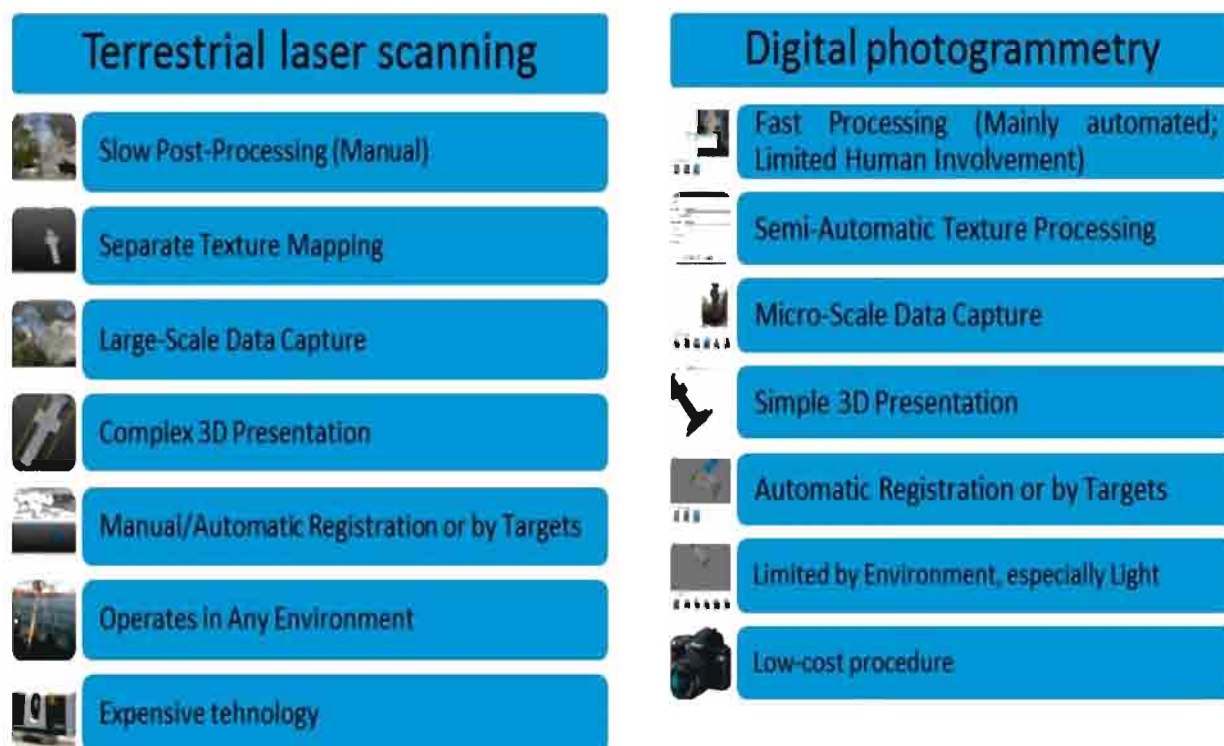 Terrestrial laser scanning
Slow Post-Processing (Manual)
Separate Texture Mapping
Large-Scale Data Capture
Complex 3D Presentation
Manual/Automatic Registration or by Targets
Operates in Any Environment
Expensive tehnology
Digital photogrammetry
Fast Processing (Mainly automated;
Limited Human Involvement)
Semi-Automatic Texture Processing
Micro-Scale Data Capture
Simple 3D Presentation
Automatic Registration or by Targets
Limited by Environment, especially Light
Low-cost procedure